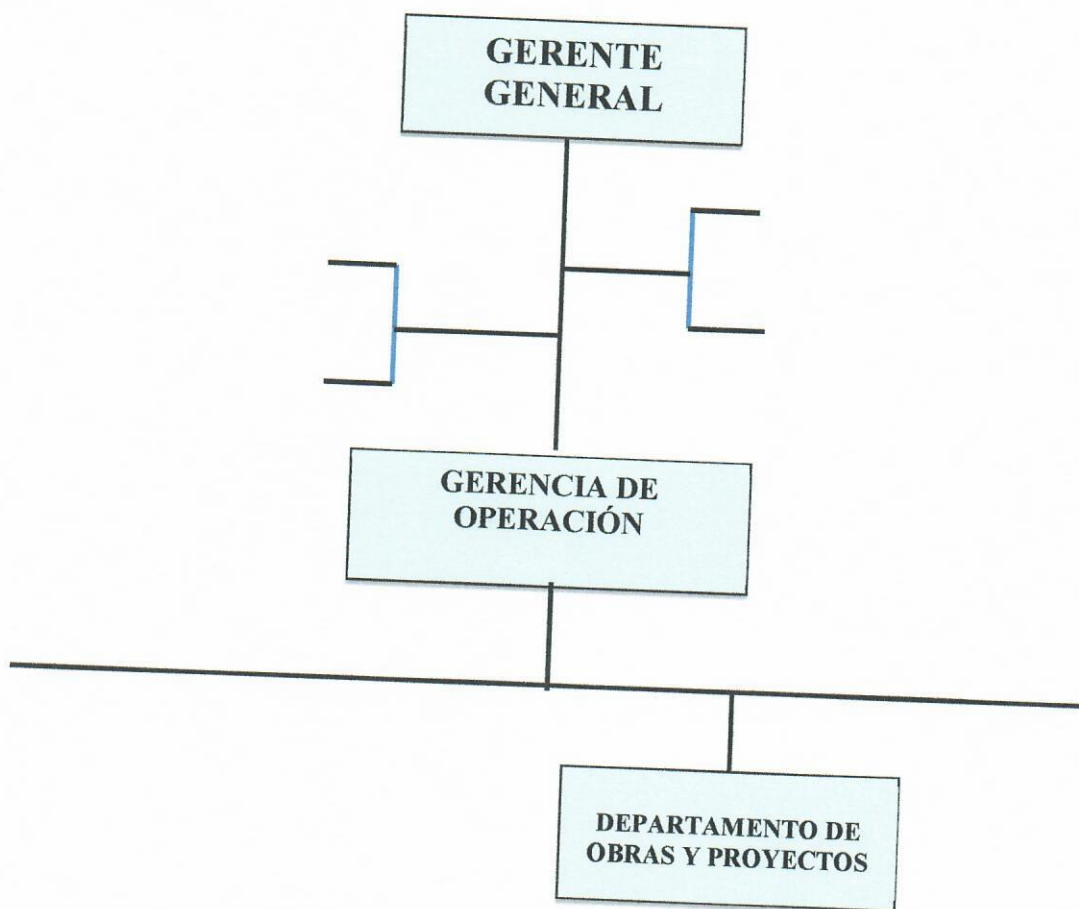 GERENTE
GENERAL
GERENCIA DE
OPERACIÓN
DEPARTAMENTO DE
OBRAS Y PROYECTOS